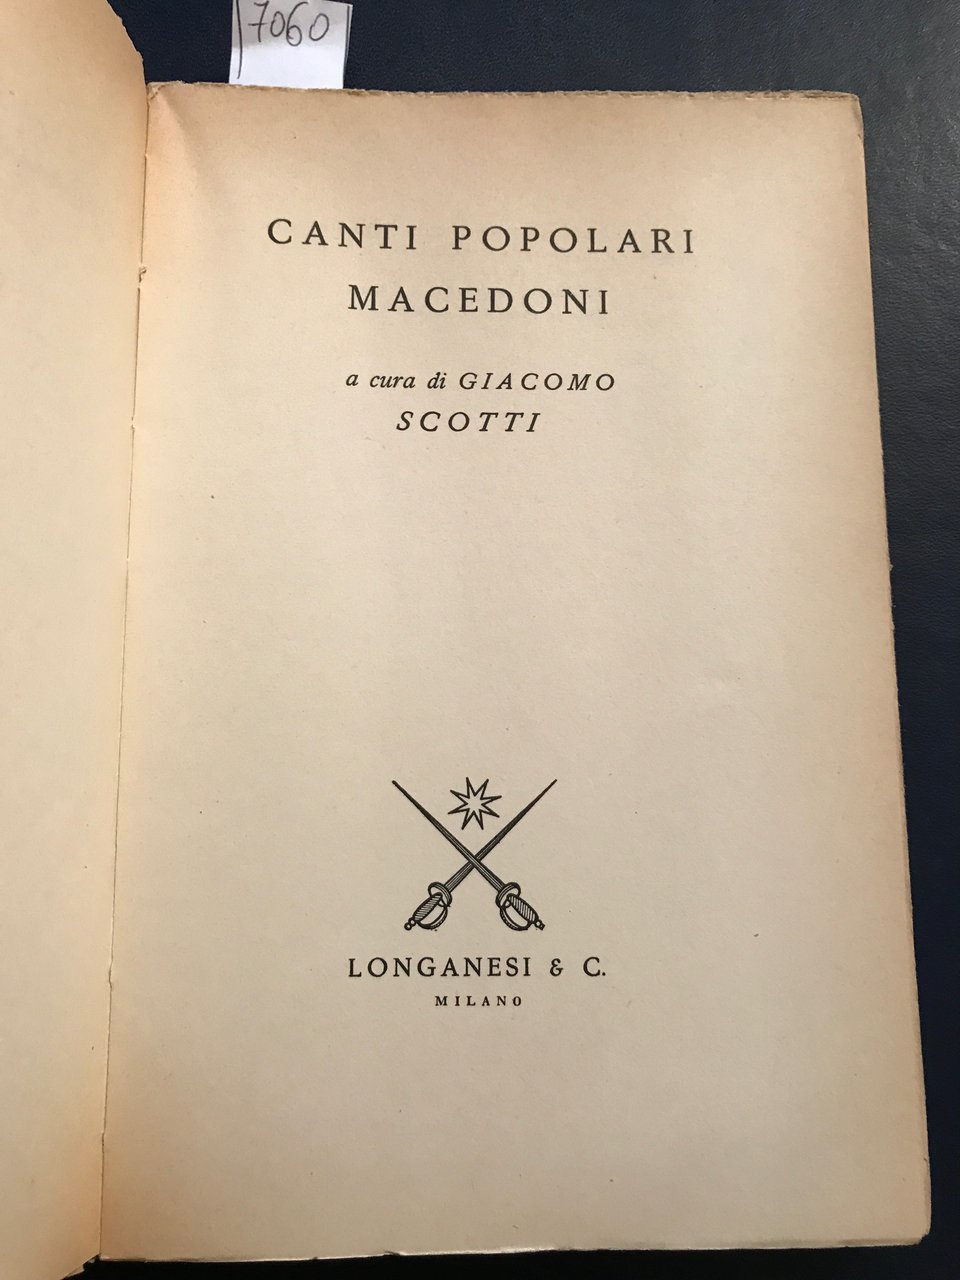 7060
CANTI POPOLARI
MACEDONI
a cura di GIACOMO
SCOTTI
LONGANESI & C.
MILANO